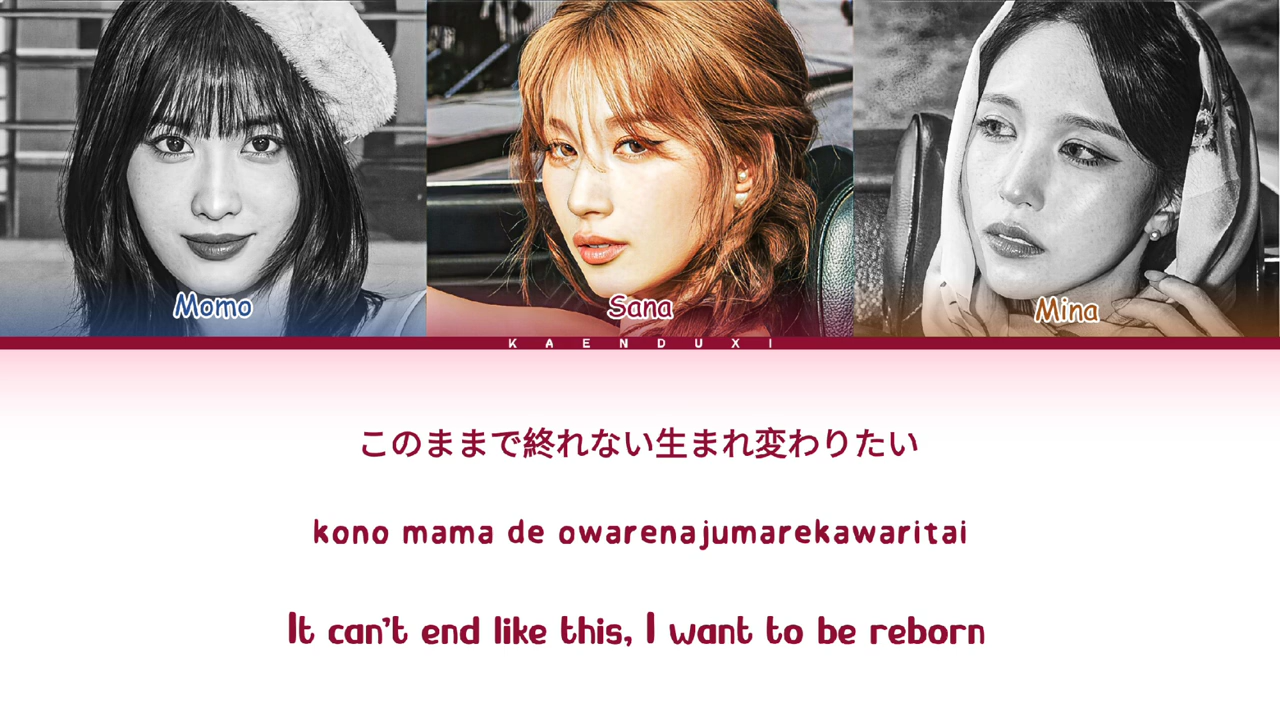 Momo
Sana
Mina
KAENDUXI
このままで終れない生まれ変わりたい
kono mama de owarenajumarekawaritai
It can't end like this, I want to be reborn